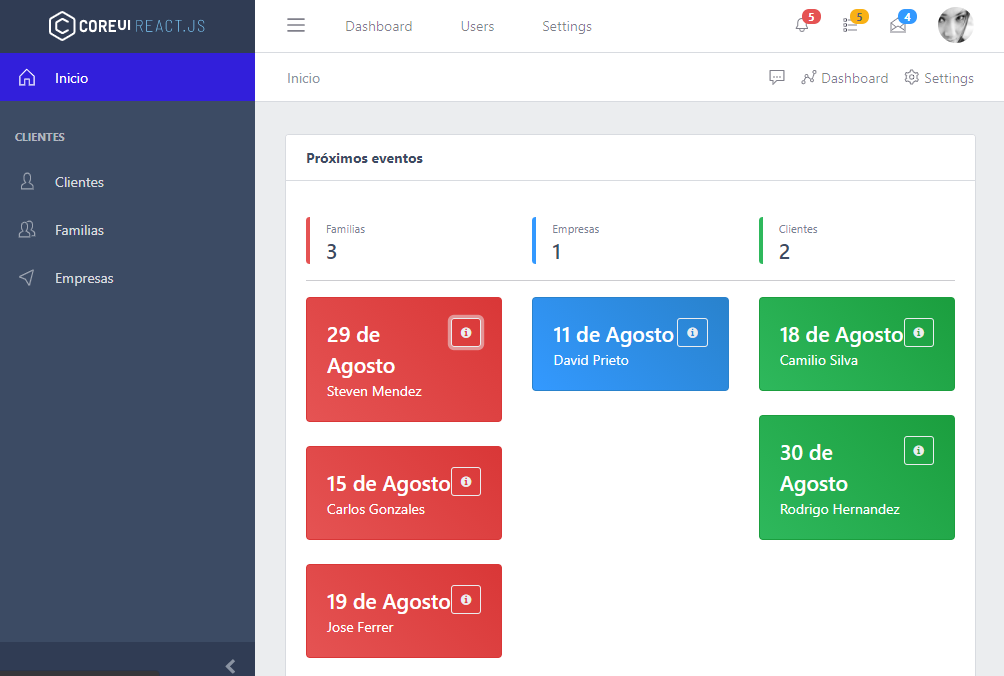 COREUI REACT.JS
Dashboard Users Settings 5 5 4
Inicio
Inicio
Dashboard Settings
CLIENTES
Clientes
Familias
Empresas
Próximos eventos
Familias
3
Empresas
1
Clientes
2
29 de
Agosto
Steven Mendez
15 de Agosto
Carlos Gonzales
19 de Agosto
Jose Ferrer
11 de Agosto
David Prieto
18 de Agosto
Camilio Silva
30 de
Agosto
Rodrigo Hernandez